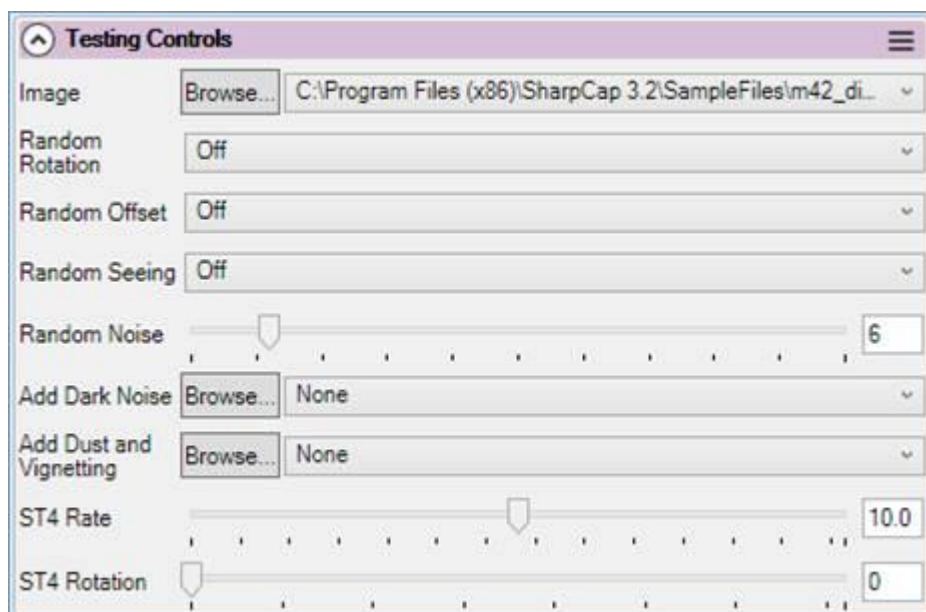 Testing Controls
Image Browse... C:\Program Files (x86)\SharpCap 3.2\SampleFiles\m42_di...
Random
Rotation Off
Random Offset Off
Random Seeing Off
Random Noise 6
Add Dark Noise Browse... None
Add Dust and
Vignetting Browse... None
ST4 Rate 10.0
ST4 Rotation 0